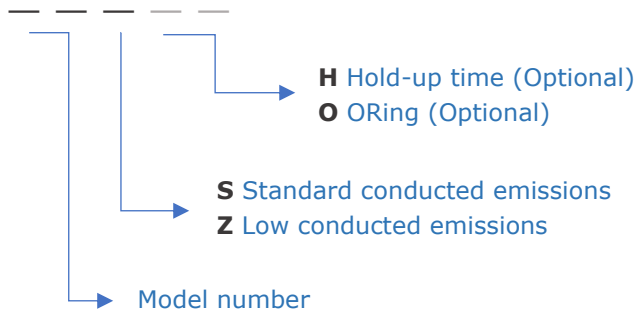 H Hold-up time (Optional)
O ORing (Optional)
S Standard conducted emissions
Z Low conducted emissions
Model number